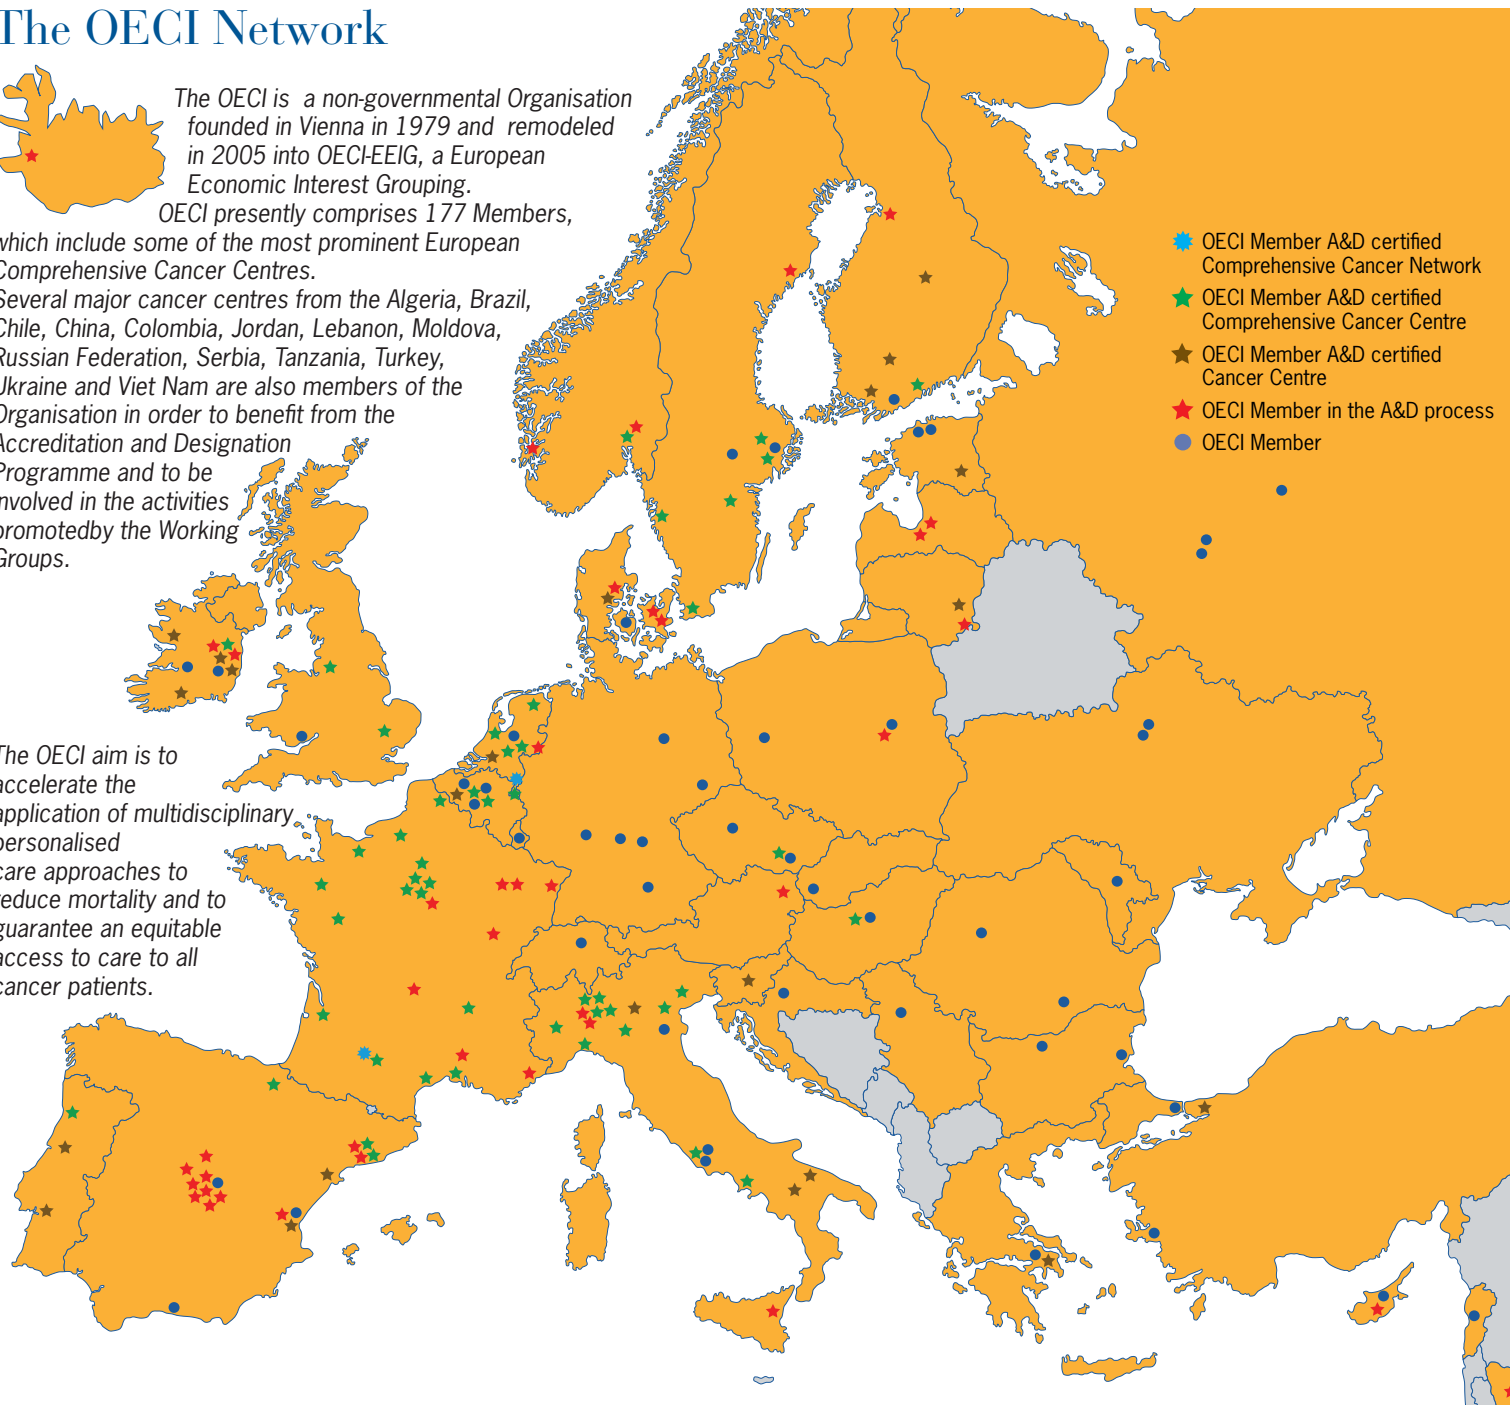 The OECI Network
The OECI is a non-governmental Organisation
founded in Vienna in 1979 and remodeled
in 2005 into OECI-EEIG, a European
Economic Interest Grouping.
OECI presently comprises 177 Members,
which include some of the most prominent European
Comprehensive Cancer Centres.
Several major cancer centres from the Algeria, Brazil,
Chile, China, Colombia, Jordan, Lebanon, Moldova,
Russian Federation, Serbia, Tanzania, Turkey,
Ukraine and Viet Nam are also members of the
Organisation in order to benefit from the
Accreditation and Designation
Programme and to be
involved in the activities
promotedby the Working
Groups.
The OECI aim is to
accelerate the
application of multidisciplinary
personalised
care approaches to
reduce mortality and to
guarantee an equitable
access to care to all
cancer patients.
OECI Member A&D certified
Comprehensive Cancer Network
OECI Member A&D certified
Comprehensive Cancer Centre
OECI Member A&D certified
Cancer Centre
OECI Member in the A&D process
OECI Member